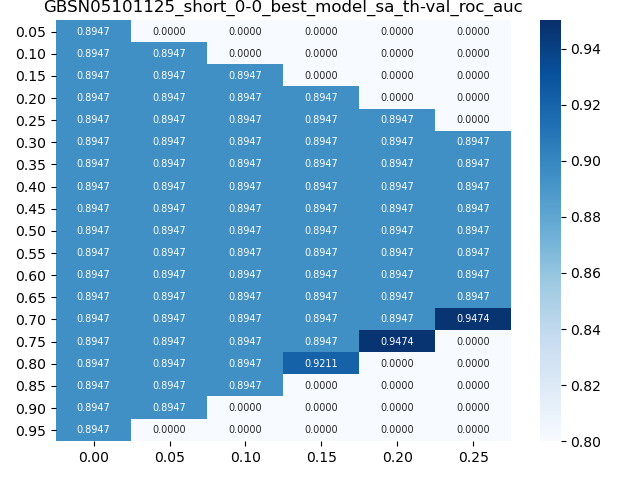 GBSN05101125_short_0-0_best_model_sa_th-val_roc_auc
0.05 0.8947 0.0000 0.0000 0.0000 0.0000 0.0000
0.10 0.8947 0.8947 0.0000 0.0000 0.0000 0.0000
0.15 0.8947 0.8947 0.8947 0.0000 0.0000 0.0000
0.20 0.8947 0.8947 0.8947 0.8947 0.0000 0.0000
0.25 0.8947 0.8947 0.8947 0.8947 0.8947 0.0000
0.30 0.8947 0.8947 0.8947 0.8947 0.8947 0.8947
0.35 0.8947 0.8947 0.8947 0.8947 0.8947 0.8947
0.40 0.8947 0.8947 0.8947 0.8947 0.8947 0.8947
0.45 0.8947 0.8947 0.8947 0.8947 0.8947 0.8947
0.50 0.8947 0.8947 0.8947 0.8947 0.8947 0.8947
0.55 0.8947 0.8947 0.8947 0.8947 0.8947 0.8947
0.60 0.8947 0.8947 0.8947 0.8947 0.8947 0.8947
0.65 0.8947 0.8947 0.8947 0.8947 0.8947 0.8947
0.70 0.8947 0.8947 0.8947 0.8947 0.8947 0.9474
0.75 0.8947 0.8947 0.8947 0.8947 0.9474 0.0000
0.80 0.8947 0.8947 0.8947 0.9211 0.0000 0.0000
0.85 0.8947 0.8947 0.8947 0.0000 0.0000 0.0000
0.90 0.8947 0.8947 0.0000 0.0000 0.0000 0.0000
0.95 0.8947 0.0000 0.0000 0.0000 0.0000 0.0000
0.00 0.05 0.10 0.15 0.20 0.25
0.94
0.92
0.90
0.88
0.86
0.84
0.82
0.80